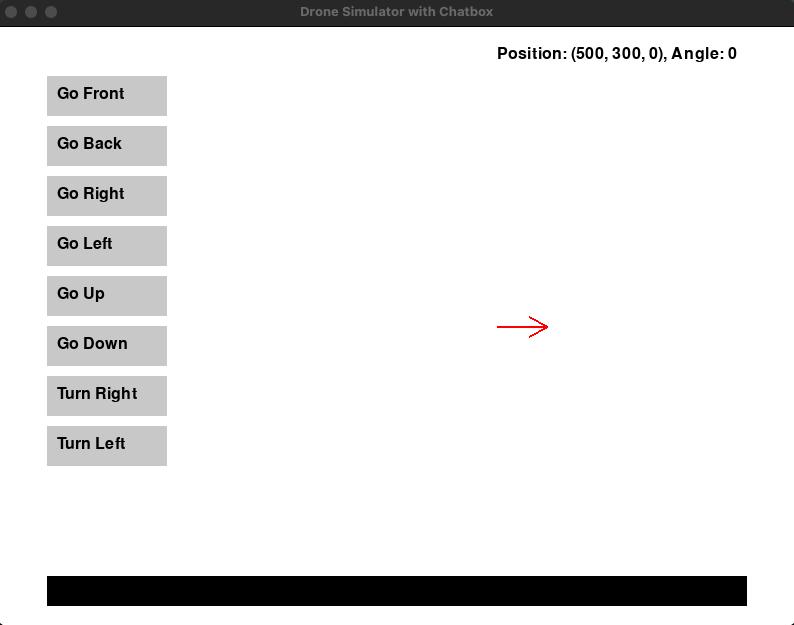 Drone Simulator with Chatbox
Position: (500, 300, 0), Angle: 0
Go Front
Go Back
Go Right
Go Left
Go Up
Go Down
Turn Right
Turn Left